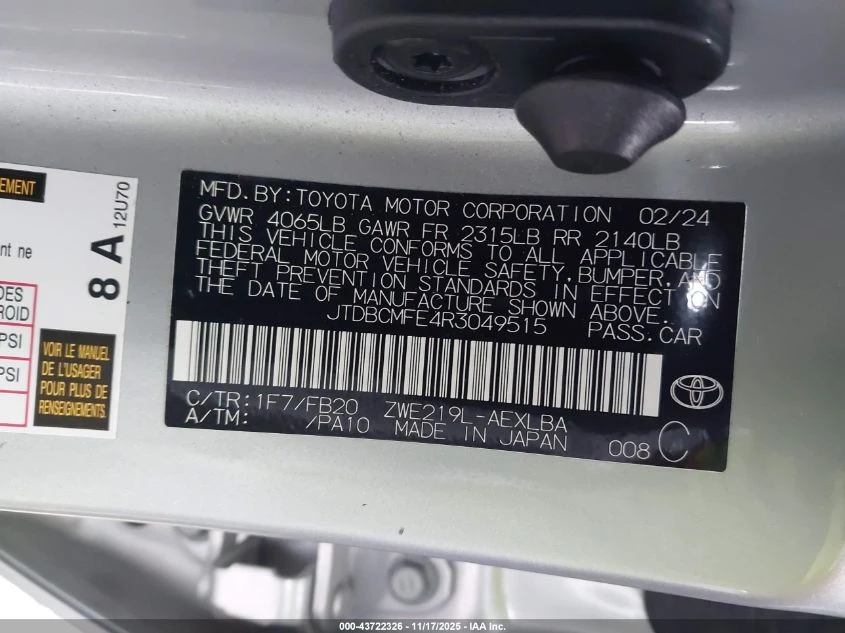 EMENT
nt ne
DES
ROID
PSI
PSI
8 A 12U70
VOIR LE MANUEL
DE L'USAGER
POUR PLUS DE
RENSEIGNEMENTS
MFD.BY:TOYOTA MOTOR CORPORATION 02/24
GVWR 4065LB GAWR FR 2315LB RR 2140LB
THIS VEHICLE CONFORMS TO ALL APPLICABLE
FEDERAL MOTOR VEHICLE SAFETY,BUMPER,AND
THEFT PREVENTION STANDARDS IN EFFECT ON
THE DATE OF MANUFACTURE SHOWN ABOVE.
JTDBCMFE4R3049515 PASS.CAR
C/TR:1F7/FB20 ZWE219L-AEXLBA
A/TM: /PA10 MADE IN JAPAN 008 C
000-43722326 - 11/17/2025 - IAA Inc.